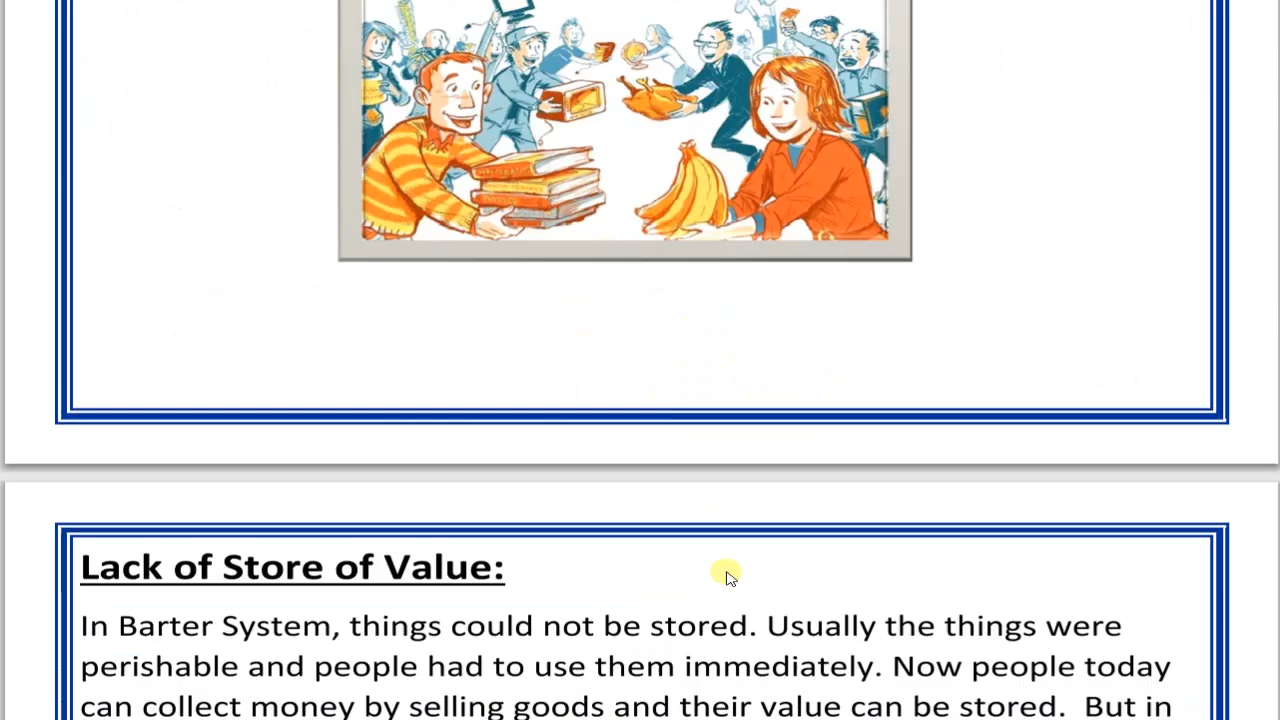 Lack of Store of Value:
In Barter System, things could not be stored. Usually the things were
perishable and people had to use them immediately. Now people today
can collect money by selling goods and their value can be stored.  But in